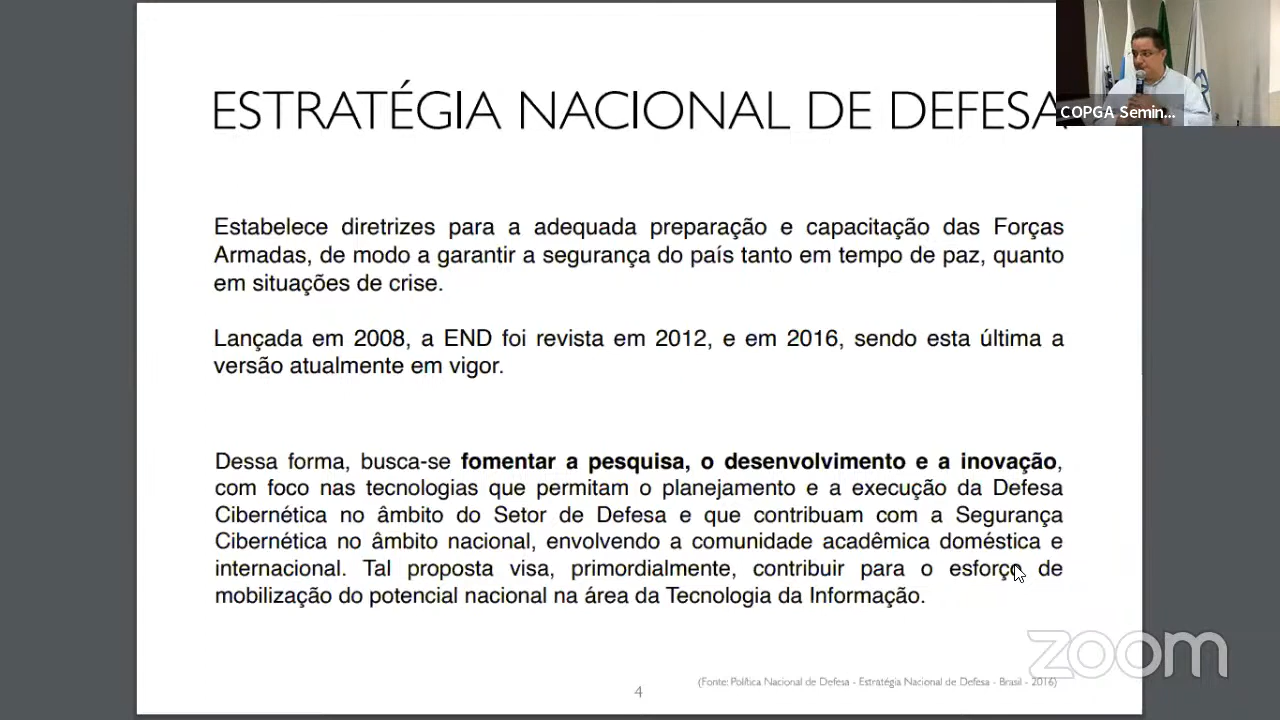 ESTRATÉGIA NACIONAL DE DEFESA
COPGA Semin...
Estabelece diretrizes para a adequada preparação e capacitação das Forças
Armadas, de modo a garantir a segurança do país tanto em tempo de paz, quanto
em situações de crise.
Lançada em 2008, a END foi revista em 2012, e em 2016, sendo esta última a
versão atualmente em vigor.
Dessa forma, busca-se fomentar a pesquisa, o desenvolvimento e a inovação,
com foco nas tecnologias que permitam o planejamento e a execução da Defesa
Cibernética no âmbito do Setor de Defesa e que contribuam com a Segurança
Cibernética no âmbito nacional, envolvendo a comunidade acadêmica doméstica e
internacional. Tal proposta visa, primordialmente, contribuir para o esforço de
mobilização do potencial nacional na área da Tecnologia da Informação.
zoom
(Fonte: Política Nacional de Defesa - Estratégia Nacional de Defesa - Brasil - 2016)
4